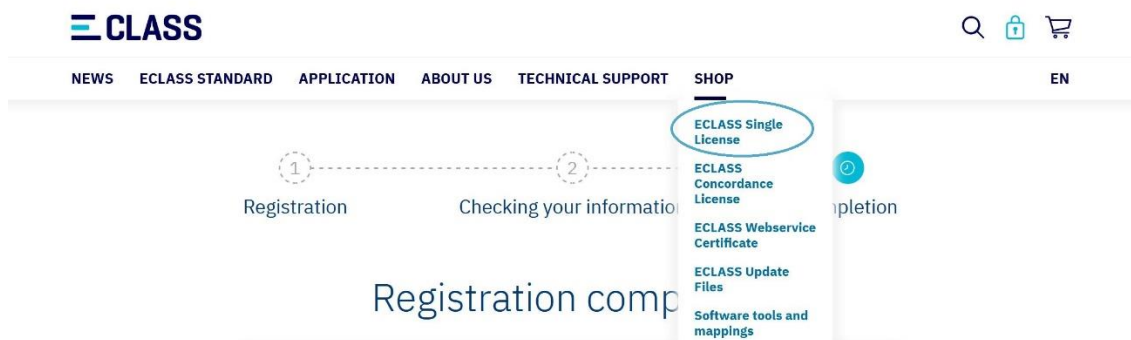 ECLASS
NEWS ECLASS STANDARD APPLICATION ABOUT US TECHNICAL SUPPORT SHOP EN
ECLASS Single
License
ECLASS
Concordance
License
ECLASS Webservice
Certificate
ECLASS Update
Files
Software tools and
mappings
1 2
Registration Checking your informatio pletion
Registration comp